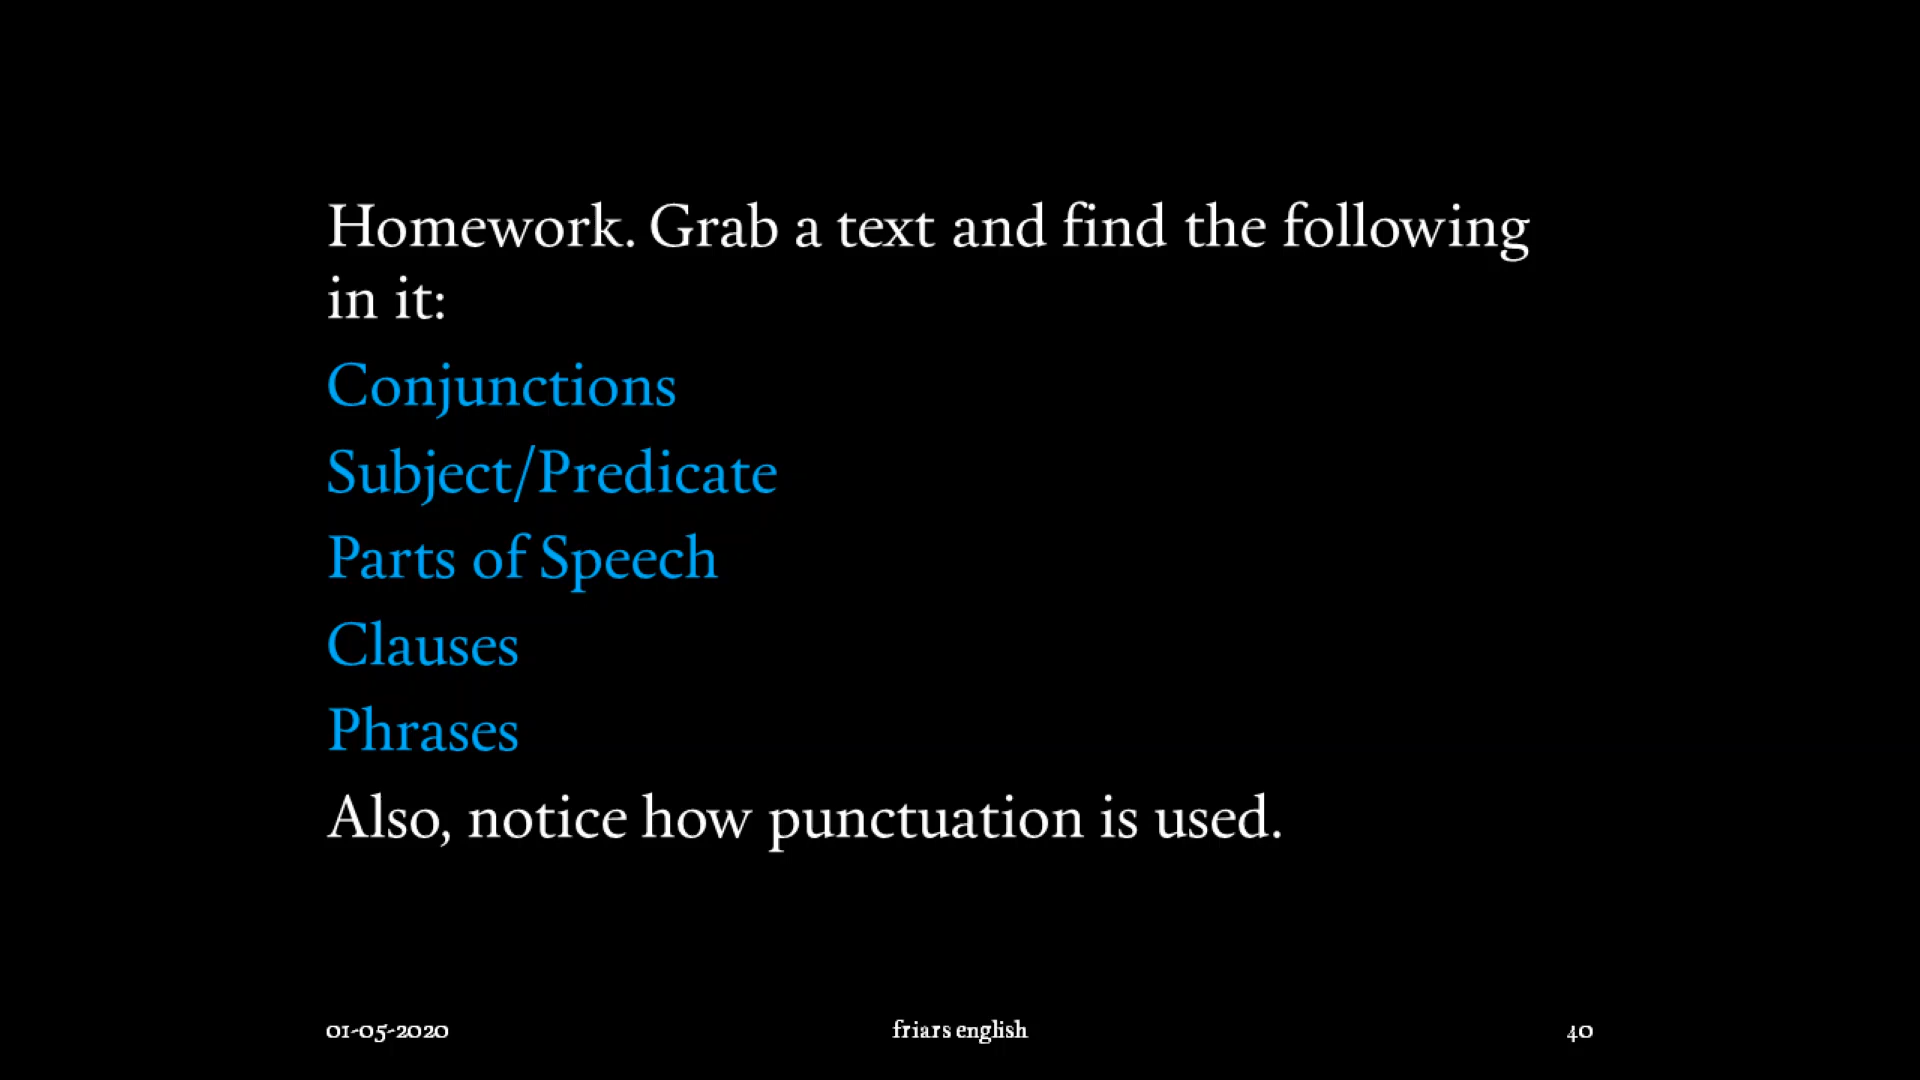 Homework. Grab a text and find the following
in it:
Conjunctions
Subject/Predicate
Parts of Speech
Clauses
Phrases
Also, notice how punctuation is used.
01-05-2020
friars english
40